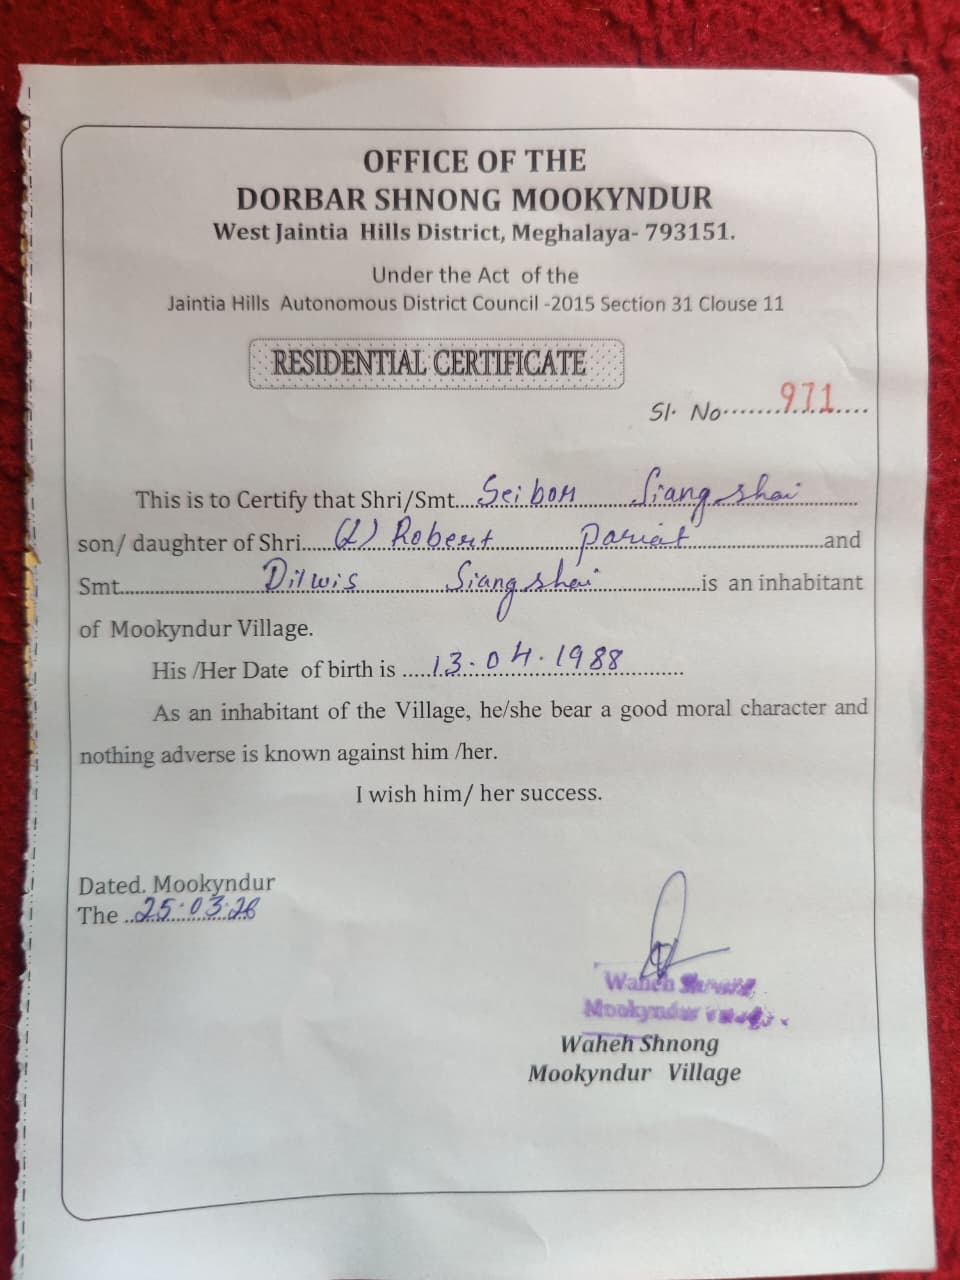 OFFICE OF THE
DORBAR SHNONG MOOKYNDUR
West Jaintia Hills District, Meghalaya- 793151.
Under the Act of the
Jaintia Hills Autonomous District Council -2015 Section 31 Clouse 11
RESIDENTIAL CERTIFICATE
Sl. No..........971....
This is to Certify that Shri/Smt....Seibon Siangshai
son/ daughter of Shri.....(L) Robert Pariat.....and
Smt.....Dilwis Siangshai.....is an inhabitant
of Mookyndur Village.
His /Her Date of birth is .....13.04.1988.....
As an inhabitant of the Village, he/she bear a good moral character and
nothing adverse is known against him /her.
I wish him/ her success.
Dated. Mookyndur
The ..25.03.26
Waheh Shnong
Mookyndur
Waheh Shnong
Mookyndur Village